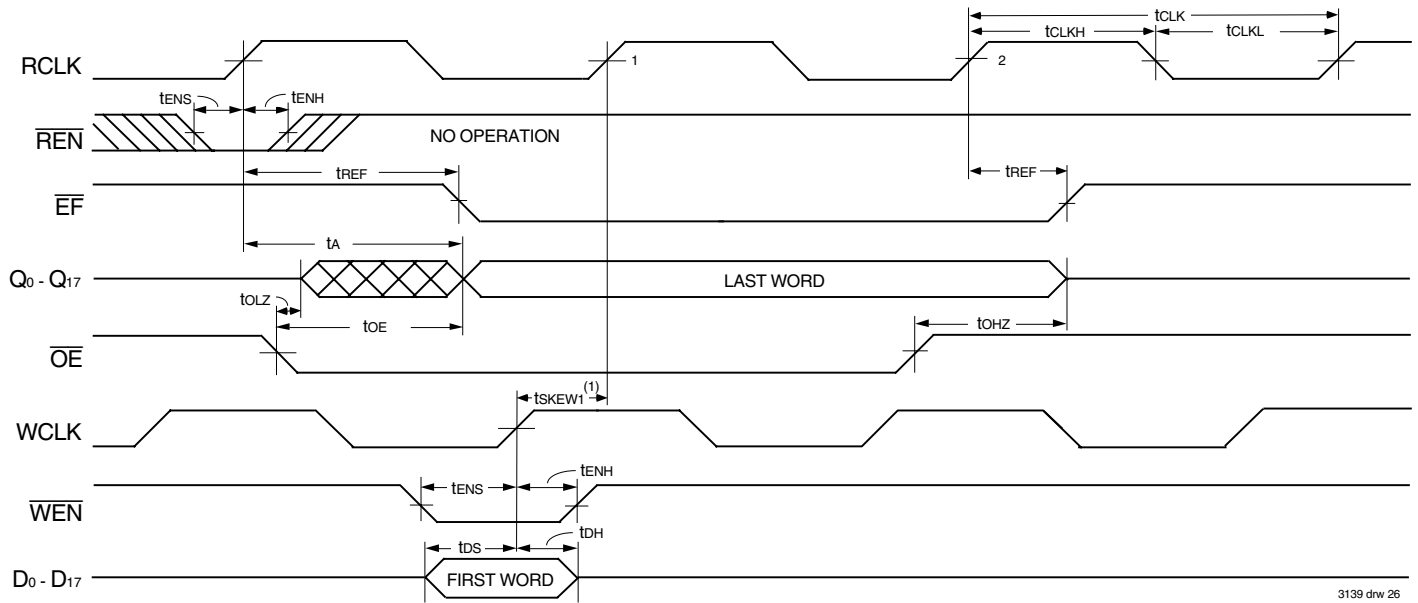 tCLK
tCLKH
tCLKL
RCLK
1
2
tENS
tENH
REN
NO OPERATION
tREF
tREF
EF
tA
Q0 - Q17
LAST WORD
tOLZ
tOE
tOHZ
OE
tSKEW1(1)
WCLK
tENS
tENH
WEN
tDS
tDH
D0 - D17
FIRST WORD
3139 drw 26